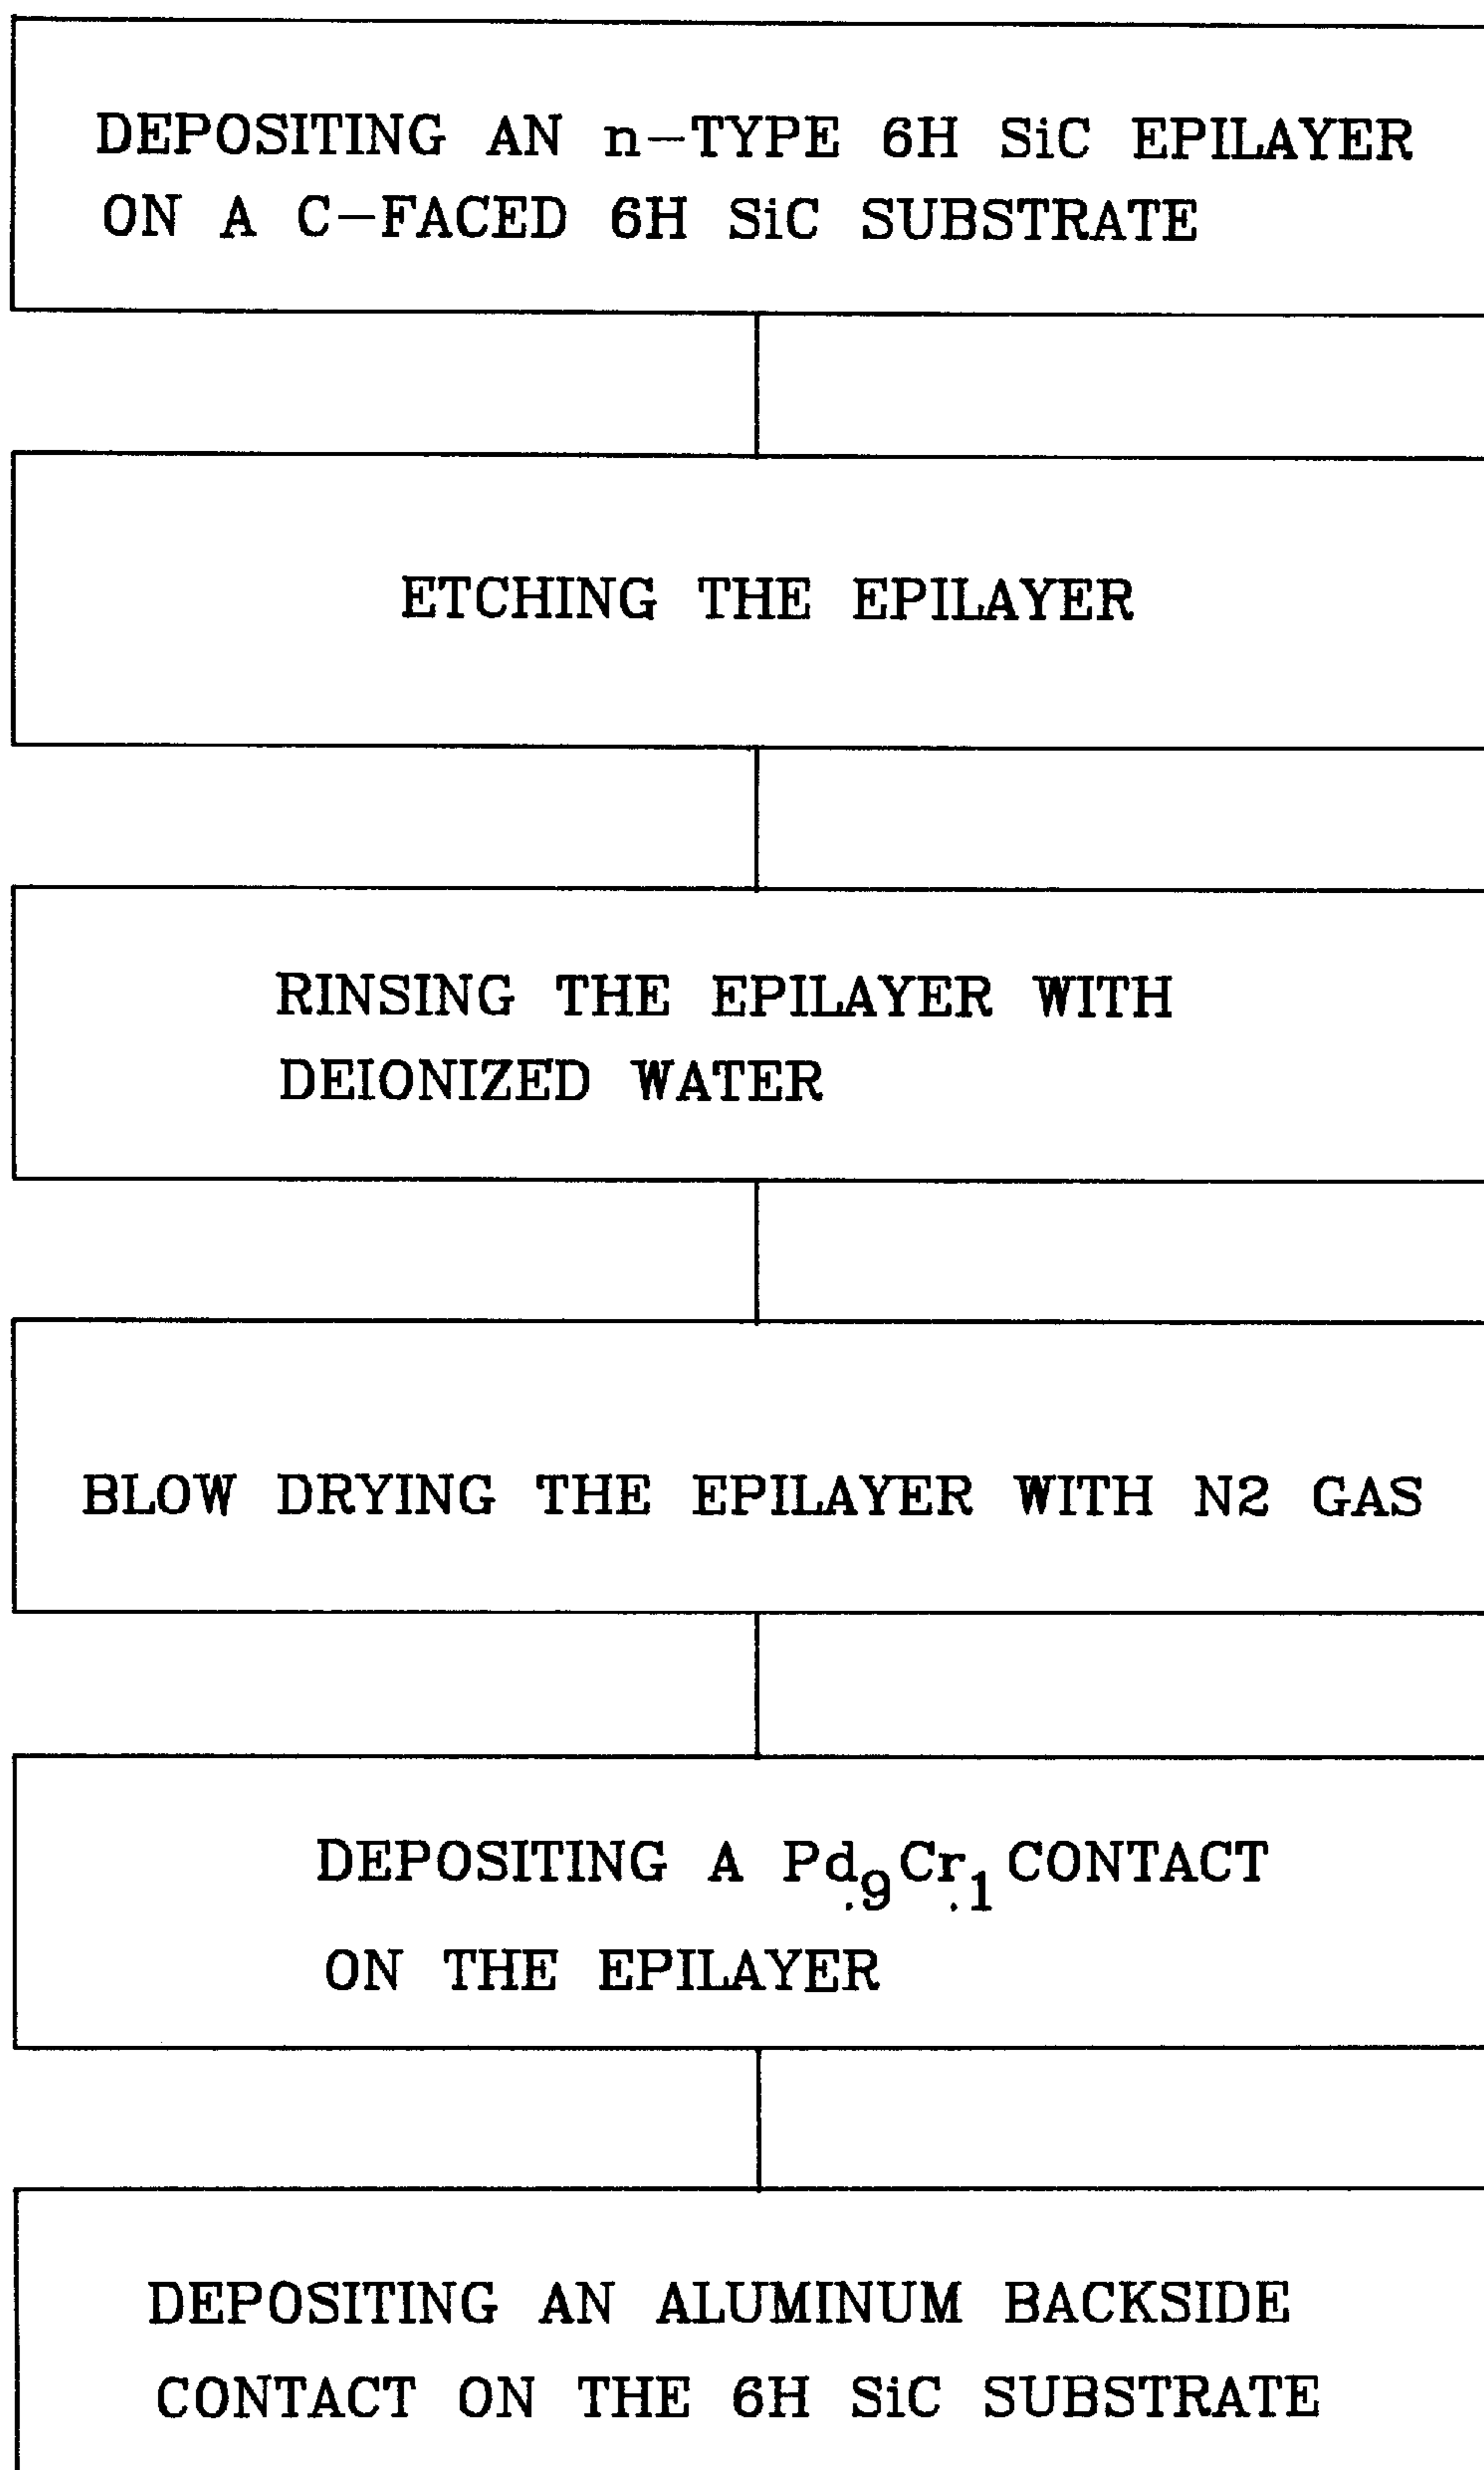 DEPOSITING AN n-TYPE 6H SiC EPILAYER
ON A C-FACED 6H SiC SUBSTRATE
ETCHING THE EPILAYER
RINSING THE EPILAYER WITH
DEIONIZED WATER
BLOW DRYING THE EPILAYER WITH N2 GAS
DEPOSITING A Pd.9Cr.1 CONTACT
ON THE EPILAYER
DEPOSITING AN ALUMINUM BACKSIDE
CONTACT ON THE 6H SiC SUBSTRATE